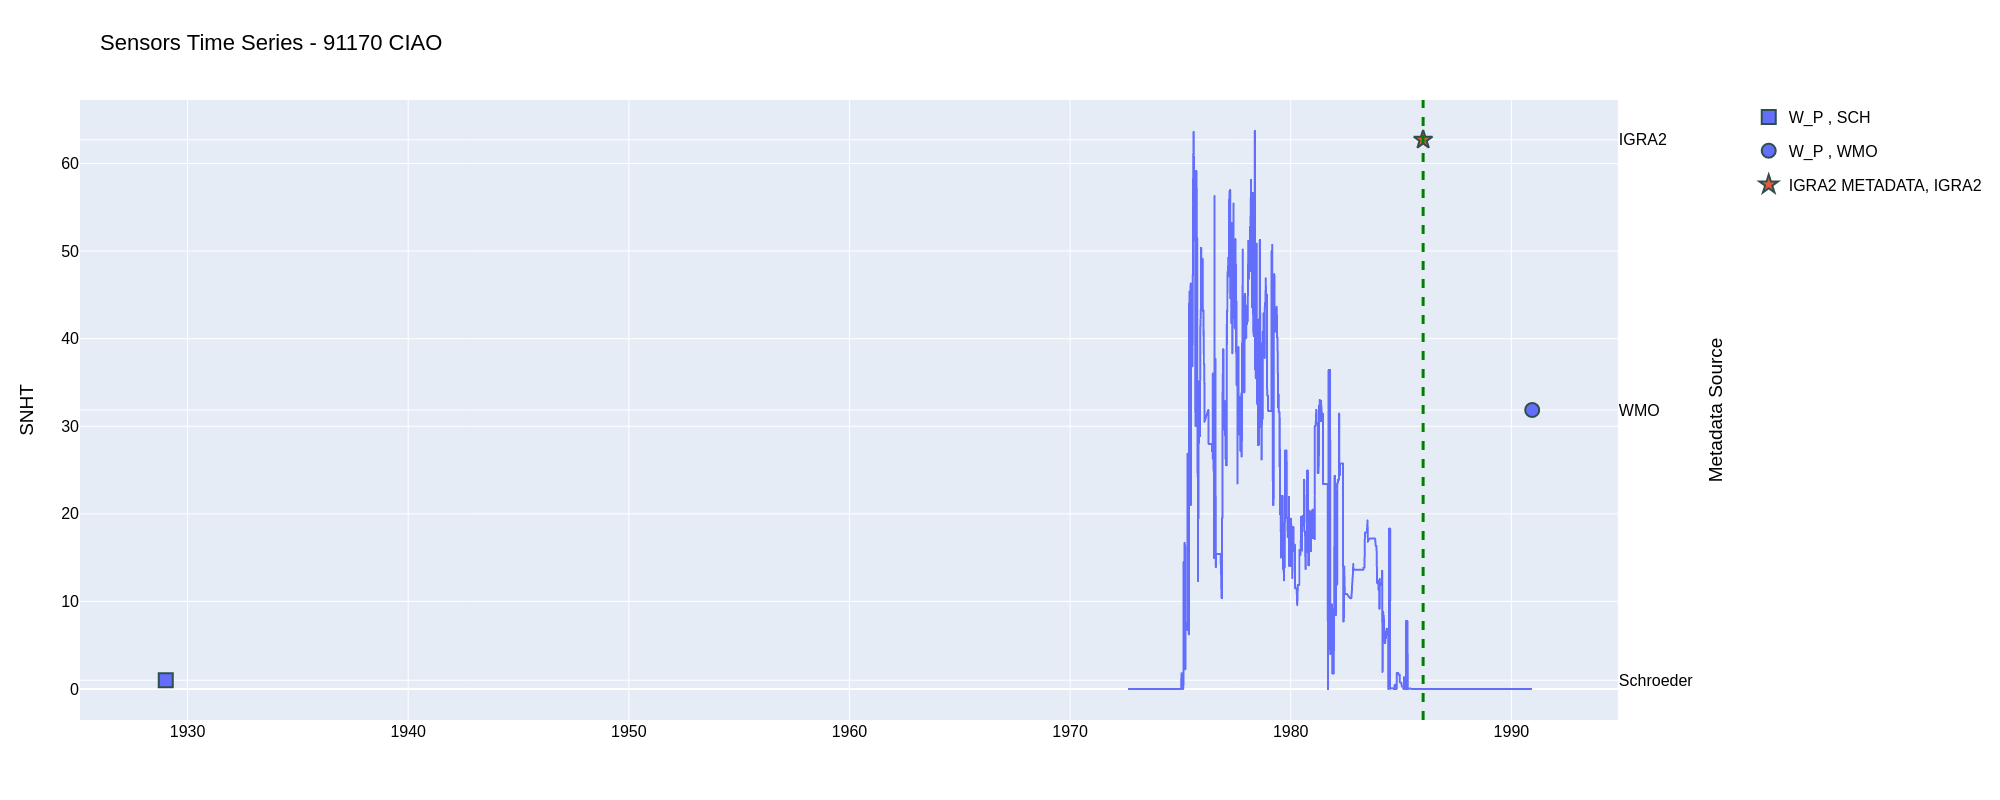 Sensors Time Series - 91170 CIAO
SNHT
60
50
40
30
20
10
0
1930
1940
1950
1960
1970
1980
1990
IGRA2
WMO
Schroeder
Metadata Source
W_P , SCH
W_P , WMO
IGRA2 METADATA, IGRA2